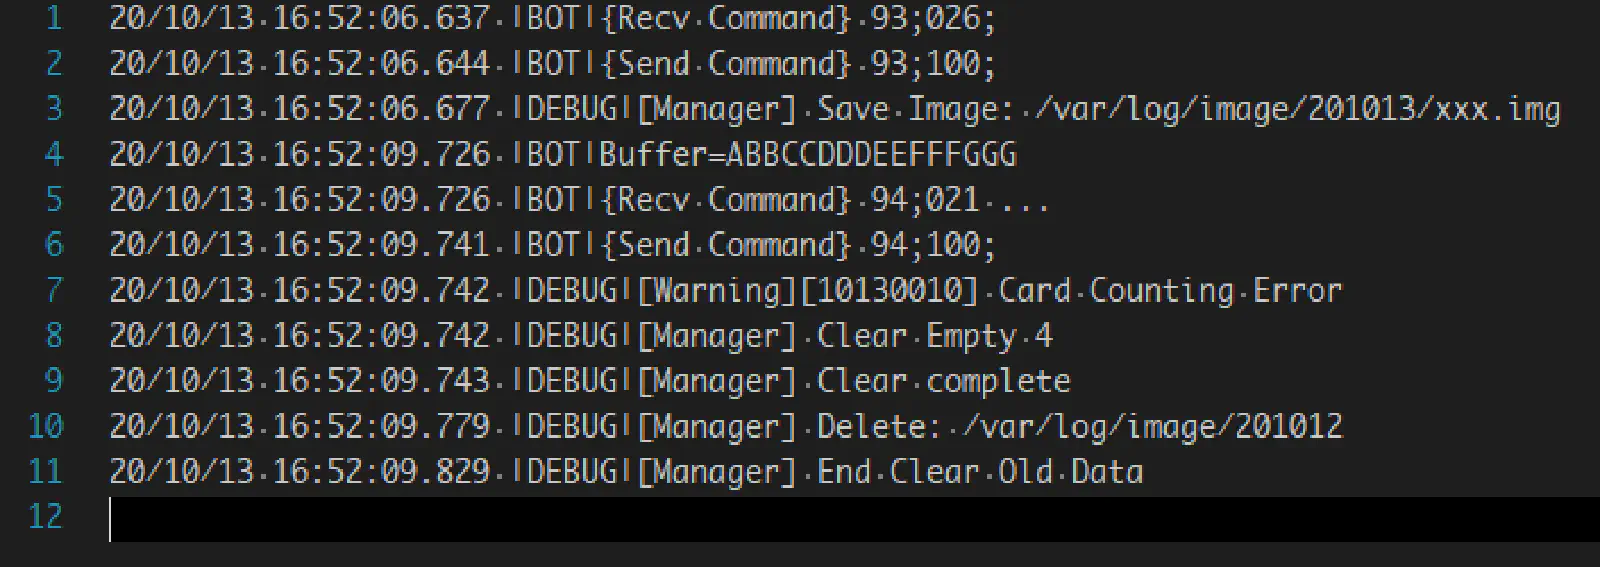 1 20/10/13 16:52:06.637 |BOT|{Recv Command} 93;026;
2 20/10/13 16:52:06.644 |BOT|{Send Command} 93;100;
3 20/10/13 16:52:06.677 |DEBUG|[Manager] Save Image: /var/log/image/201013/xxx.img
4 20/10/13 16:52:09.726 |BOT|Buffer=ABBCCDDDEEFFFGGG
5 20/10/13 16:52:09.726 |BOT|{Recv Command} 94;021 ...
6 20/10/13 16:52:09.741 |BOT|{Send Command} 94;100;
7 20/10/13 16:52:09.742 |DEBUG|[Warning][10130010] Card Counting Error
8 20/10/13 16:52:09.742 |DEBUG|[Manager] Clear Empty 4
9 20/10/13 16:52:09.743 |DEBUG|[Manager] Clear complete
10 20/10/13 16:52:09.779 |DEBUG|[Manager] Delete: /var/log/image/201012
11 20/10/13 16:52:09.829 |DEBUG|[Manager] End Clear Old Data
12